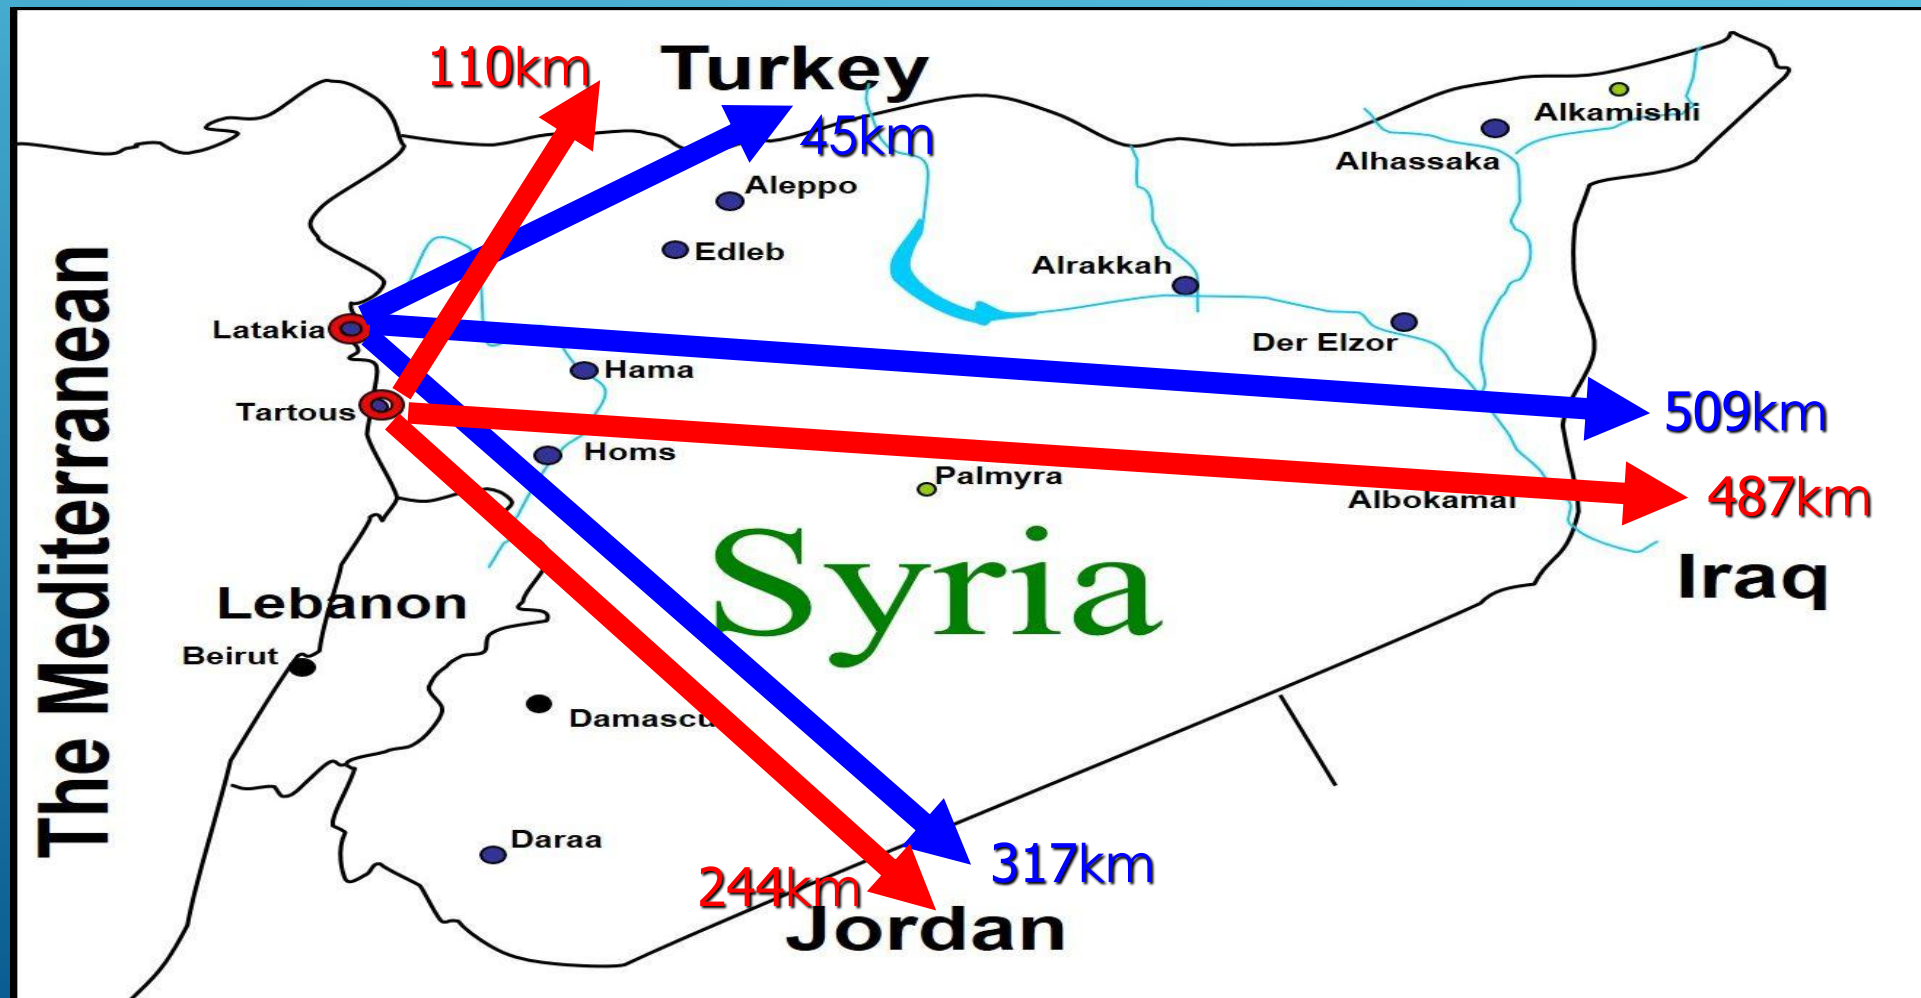 110km
Turkey
45km
Alkamishli
Alhassaka
Aleppo
Edleb
Alrakkah
The Mediterranean
Latakia
Der Elzor
Hama
509km
Tartous
Homs
Palmyra
487km
Albokamal
Syria
Iraq
Lebanon
Beirut
Damascu
Daraa
317km
244km
Jordan